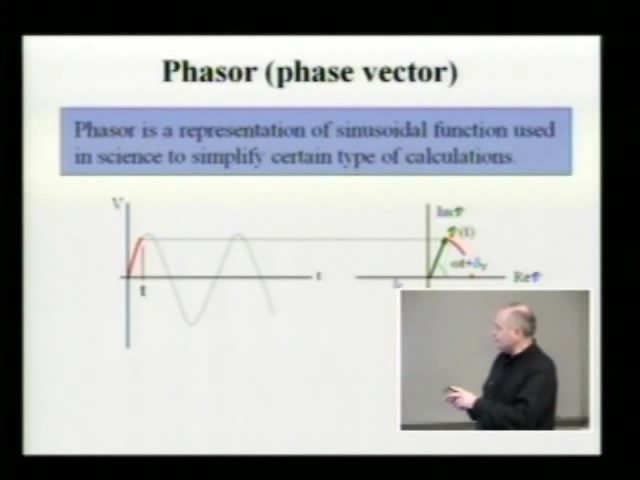 Phasor (phase vector)
Phasor is a representation of sinusoidal function used
in science to simplify certain type of calculations.
V
t
t
Im
(t)
ωt+δ
Re